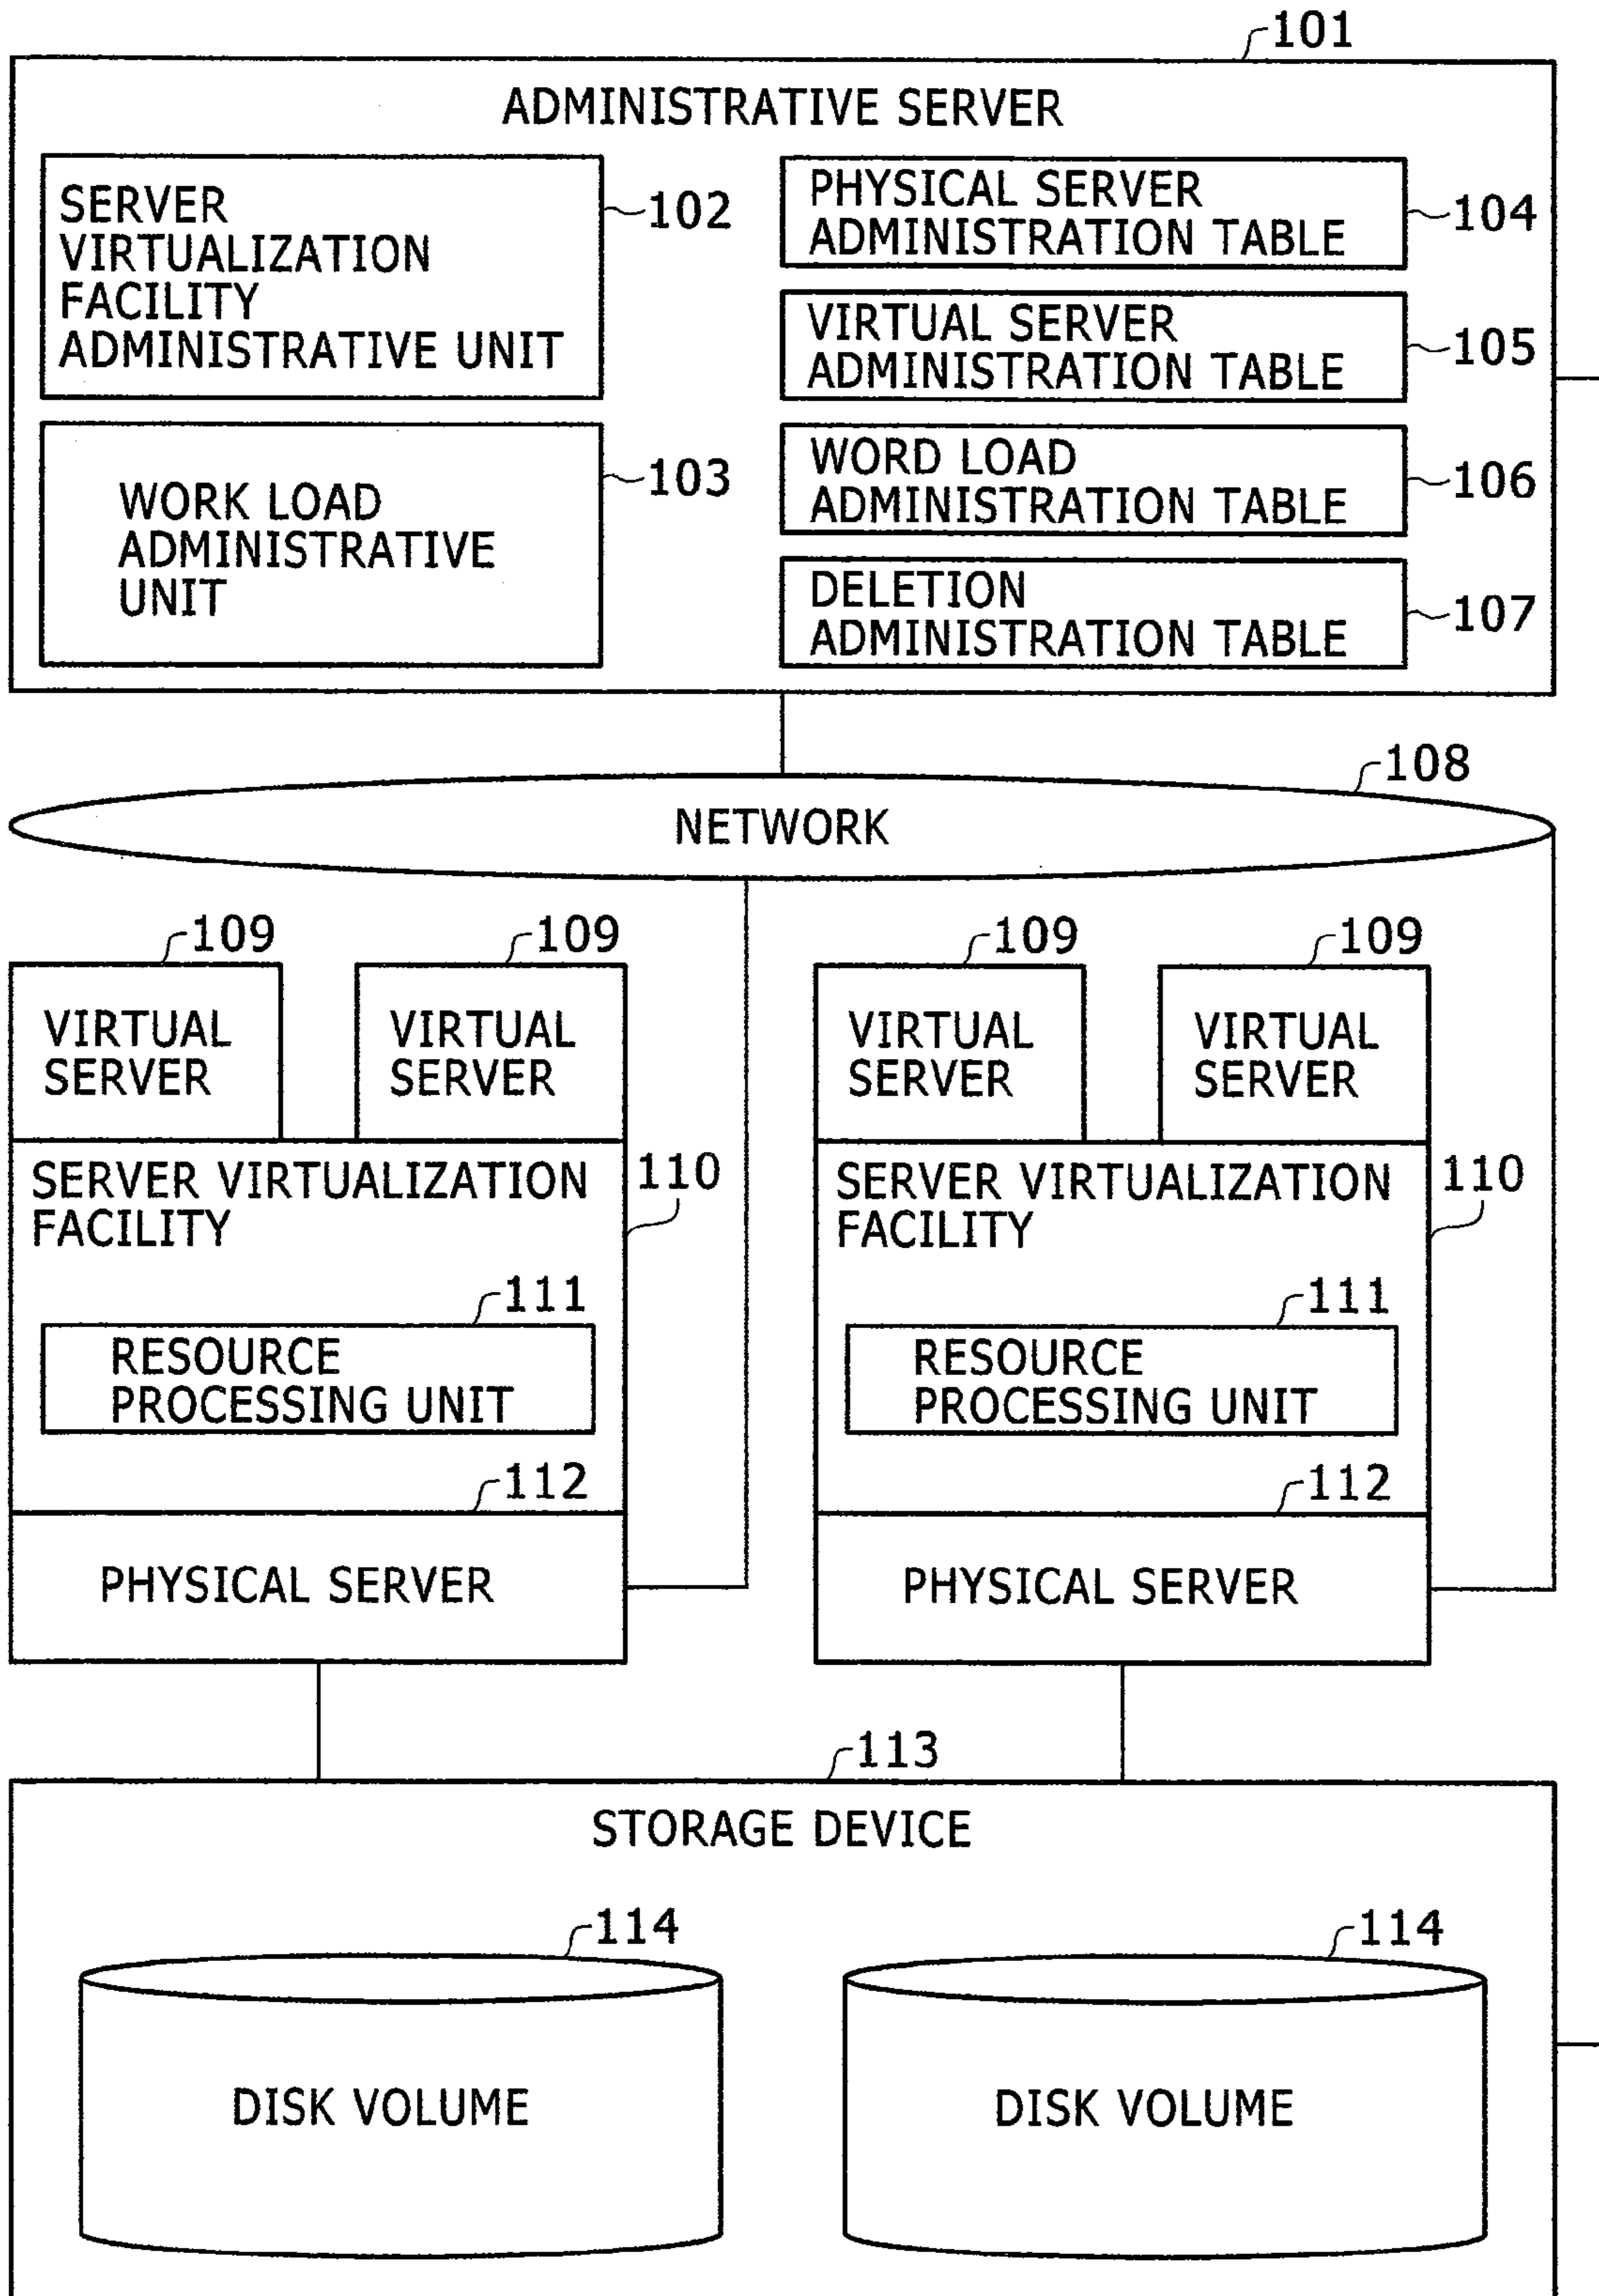 101
ADMINISTRATIVE SERVER
SERVER
VIRTUALIZATION
FACILITY
ADMINISTRATIVE UNIT
102
WORK LOAD
ADMINISTRATIVE
UNIT
103
PHYSICAL SERVER
ADMINISTRATION TABLE
104
VIRTUAL SERVER
ADMINISTRATION TABLE
105
WORD LOAD
ADMINISTRATION TABLE
106
DELETION
ADMINISTRATION TABLE
107
108
NETWORK
109
VIRTUAL
SERVER
109
VIRTUAL
SERVER
SERVER VIRTUALIZATION
FACILITY
110
111
RESOURCE
PROCESSING UNIT
112
PHYSICAL SERVER
109
VIRTUAL
SERVER
109
VIRTUAL
SERVER
SERVER VIRTUALIZATION
FACILITY
110
111
RESOURCE
PROCESSING UNIT
112
PHYSICAL SERVER
113
STORAGE DEVICE
114
DISK VOLUME
114
DISK VOLUME